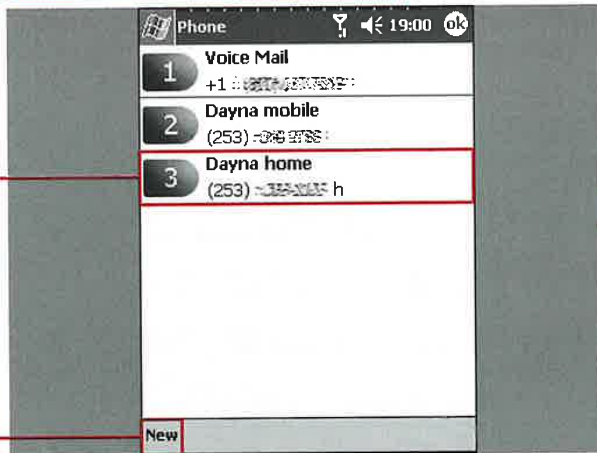 Phone 19:00 ok
1 Voice Mail
+1
2 Dayna mobile
(253)
3 Dayna home
(253) h
New